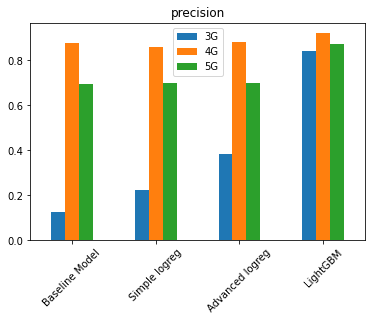 precision
3G
4G
5G
0.8
0.6
0.4
0.2
0.0
Baseline Model
Simple logreg
Advanced logreg
LightGBM